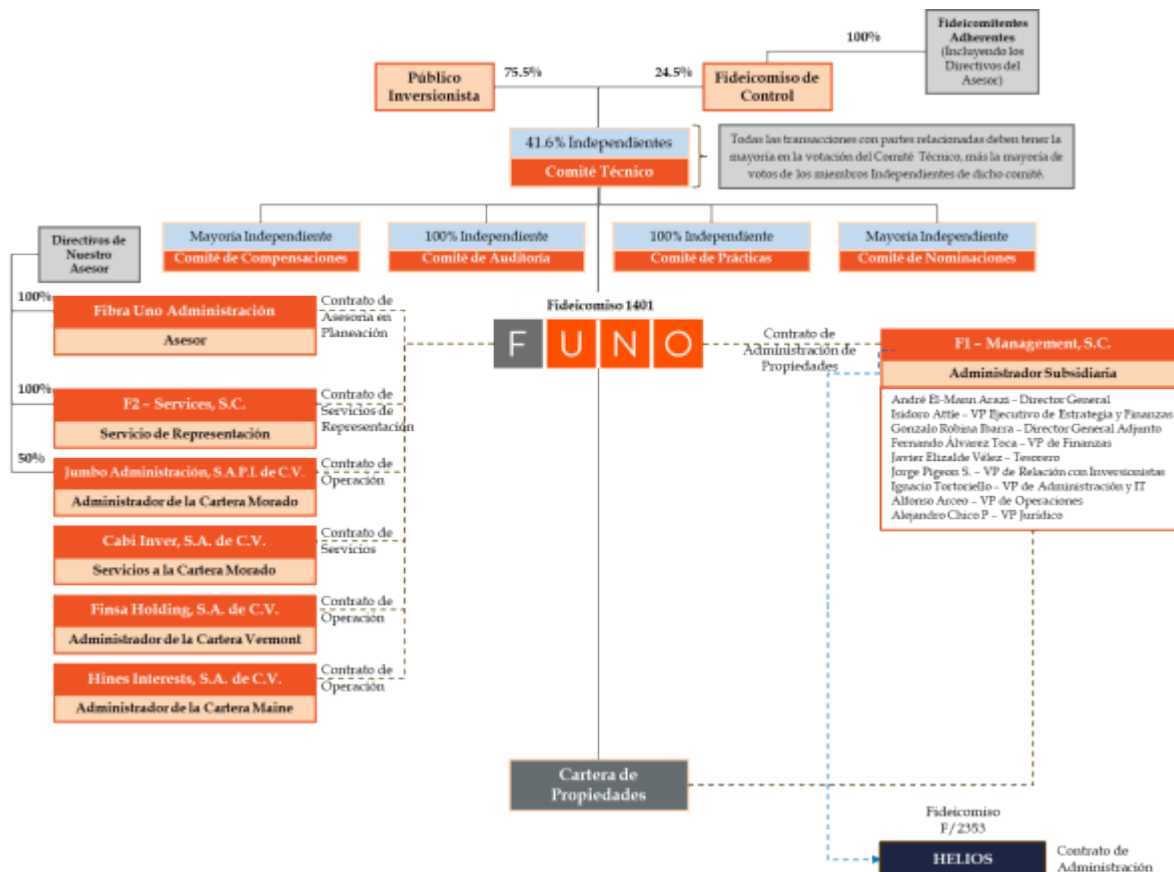 100%
Fideicomitentes
Adherentes
(Incluyendo los
Directivos del
Asesor)
Público
Inversionista
75.5%
24.5%
Fideicomiso de
Control
41.6% Independientes
Comité Técnico
Todas las transacciones con partes relacionadas deben tener la
mayoría en la votación del Comité Técnico, más la mayoría de
votos de los miembros Independientes de dicho comité.
Directivos de
Nuestro
Asesor
Mayoría Independiente
Comité de Compensaciones
100% Independiente
Comité de Auditoría
100% Independiente
Comité de Prácticas
Mayoría Independiente
Comité de Nominaciones
100%
Fibra Uno Administración
Asesor
Contrato de
Asesoría en
Planeación
Fideicomiso 1401
FUNO
Contrato de
Administración de
Propiedades
F1 – Management, S.C.
Administrador Subsidiaria
André El-Mann Arazi – Director General
Isidoro Attie – VP Ejecutivo de Estrategia y Finanzas
Gonzalo Robina Ibarra – Director General Adjunto
Fernando Álvarez Toca – VP de Finanzas
Javier Elizalde Vélez – Tesorero
Jorge Pigeon S. – VP de Relación con Inversionistas
Ignacio Tortoriello – VP de Administración y IT
Alfonso Arceo – VP de Operaciones
Alejandro Chico P – VP Jurídico
100%
F2 – Services, S.C.
Servicio de Representación
Contrato de
Servicios de
Representación
50%
Jumbo Administración, S.A.P.I. de C.V.
Administrador de la Cartera Morado
Contrato de
Operación
Cabi Inver, S.A. de C.V.
Servicios a la Cartera Morado
Contrato de
Servicios
Finsa Holding, S.A. de C.V.
Administrador de la Cartera Vermont
Contrato de
Operación
Hines Interests, S.A. de C.V.
Administrador de la Cartera Maine
Contrato de
Operación
Cartera de
Propiedades
Fideicomiso
F/2353
HELIOS
Contrato de
Administración